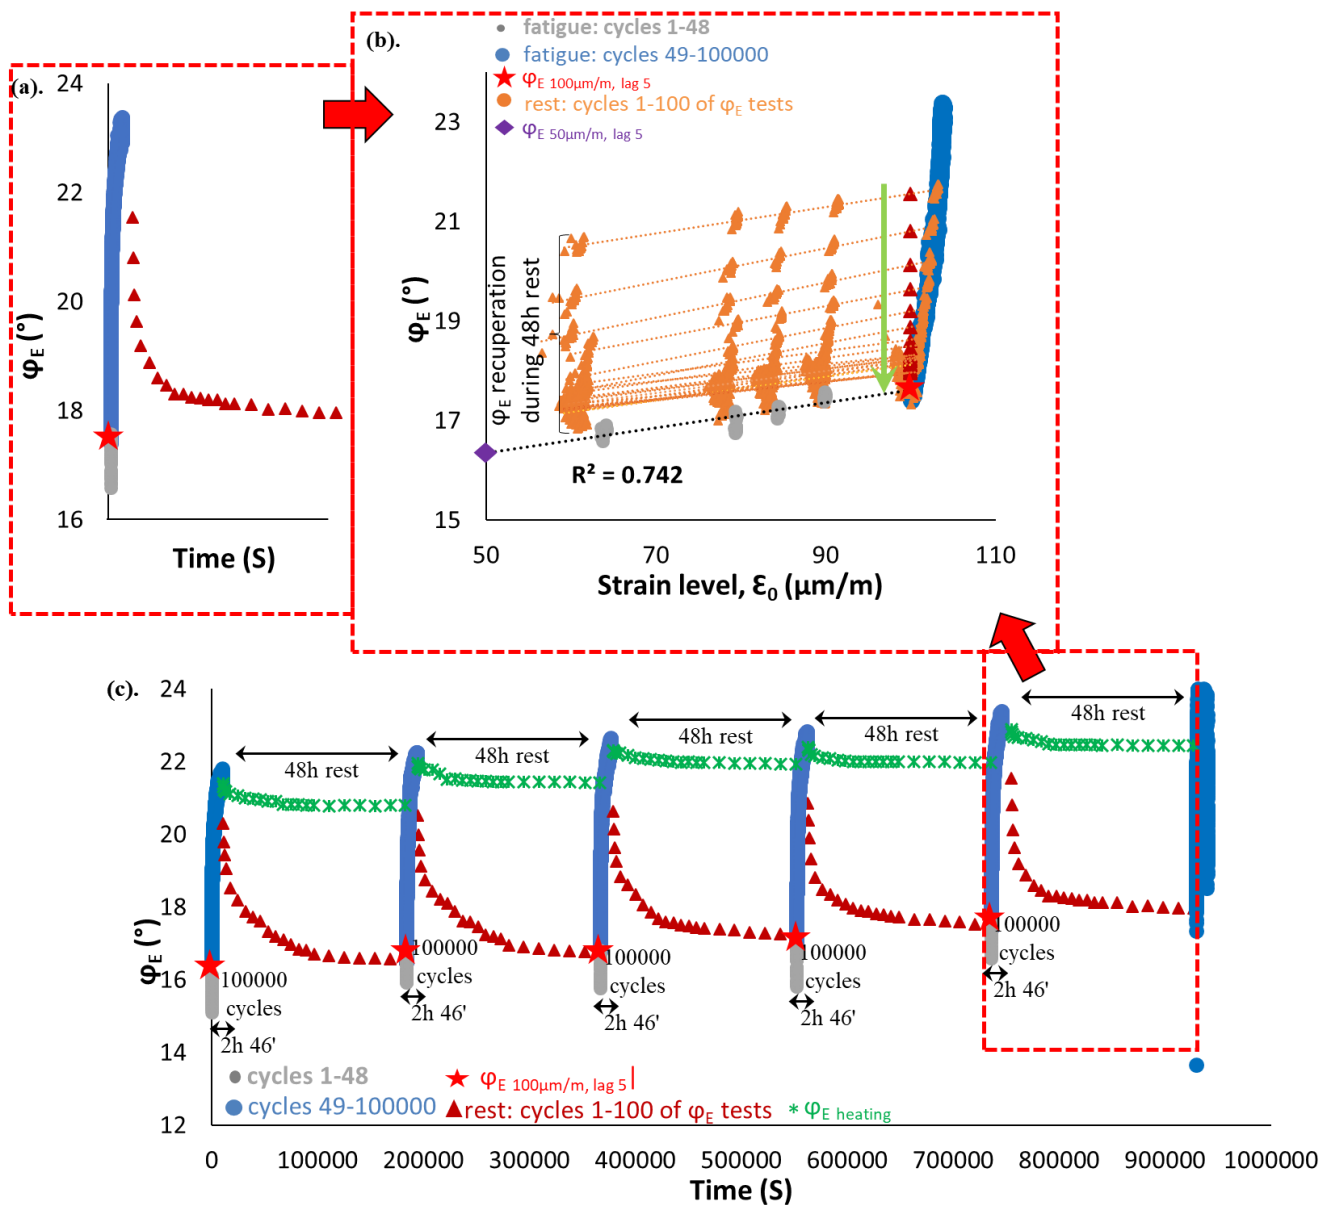 (a).
24
22
20
18
16
φE (°)
Time (S)
(b).
fatigue: cycles 1-48
fatigue: cycles 49-100000
φE 100μm/m, lag 5
rest: cycles 1-100 of φE tests
φE 50μm/m, lag 5
23
21
19
17
15
φE (°)
φE recuperation
during 48h rest
R² = 0.742
50
70
90
110
Strain level, Ɛ0 (μm/m)
(c).
24
22
20
18
16
14
12
φE (°)
48h rest
48h rest
48h rest
48h rest
48h rest
100000
cycles
2h 46'
100000
cycles
2h 46'
100000
cycles
2h 46'
100000
cycles
2h 46'
100000
cycles
2h 46'
cycles 1-48
φE 100μm/m, lag 5|
cycles 49-100000
rest: cycles 1-100 of φE tests
φE heating
0
100000
200000
300000
400000
500000
600000
700000
800000
900000
1000000
Time (S)